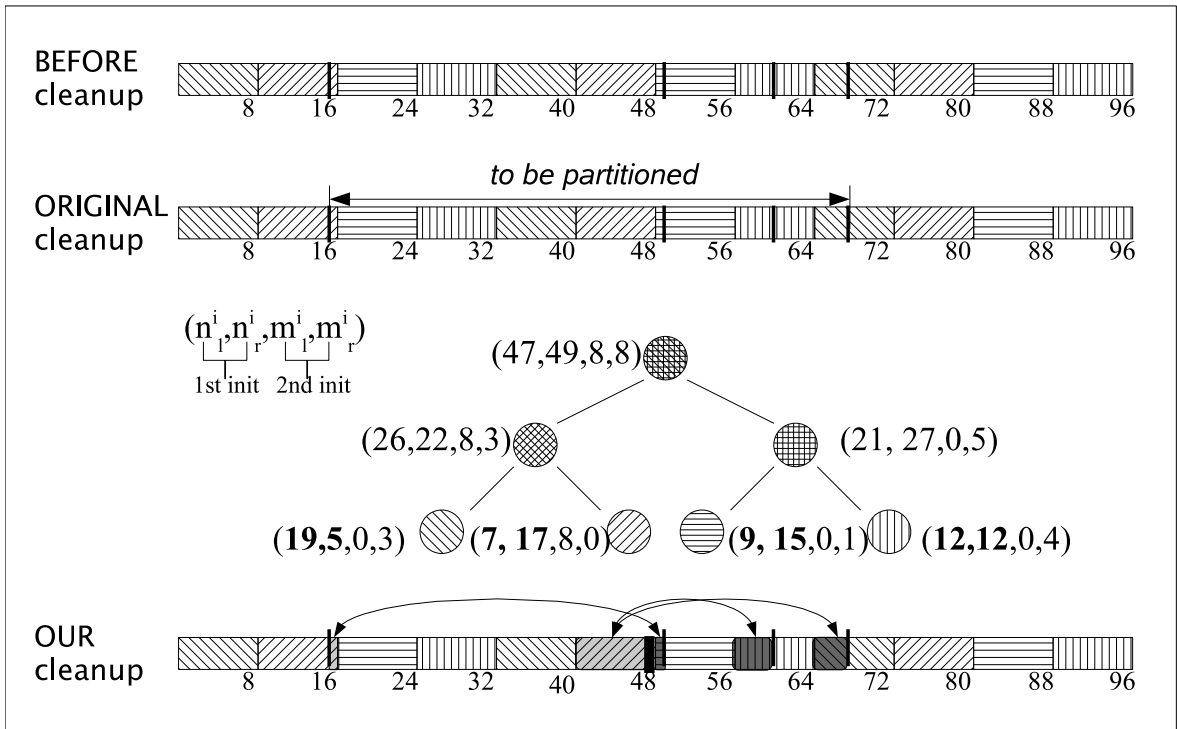 BEFORE
cleanup
8 16 24 32 40 48 56 64 72 80 88 96
to be partitioned
ORIGINAL
cleanup
8 16 24 32 40 48 56 64 72 80 88 96
(nⁱₗ,nⁱᵣ,mⁱₗ,mⁱᵣ)
1st init 2nd init
(47,49,8,8)
(26,22,8,3) (21, 27,0,5)
(19,5,0,3) (7, 17,8,0) (9, 15,0,1) (12,12,0,4)
OUR
cleanup
8 16 24 32 40 48 56 64 72 80 88 96